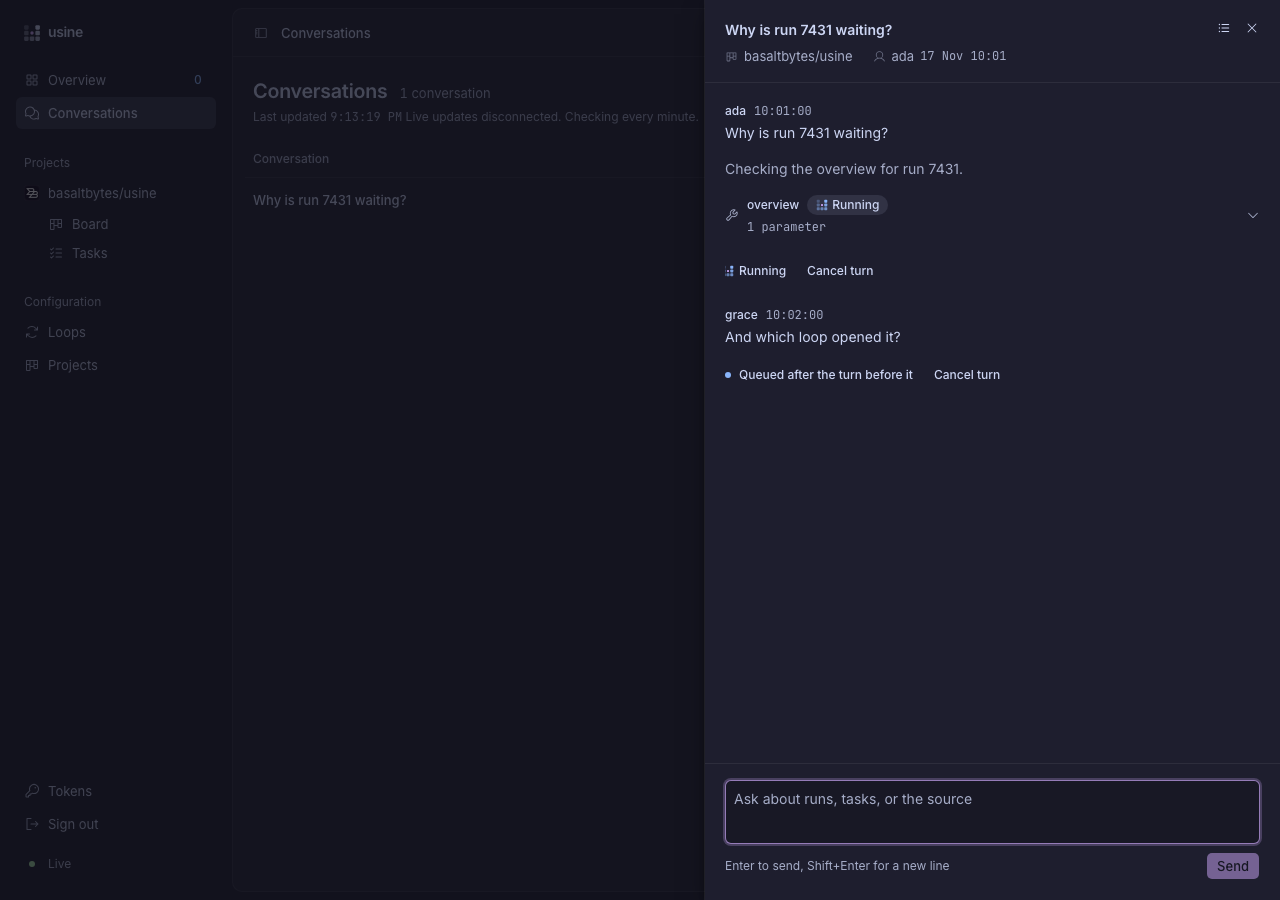 usine
Overview 0
Conversations
Projects
basaltbytes/usine
Board
Tasks
Configuration
Loops
Projects
Tokens
Sign out
Live
Conversations
Conversations 1 conversation
Last updated 9:13:19 PM Live updates disconnected. Checking every minute.
Conversation
Why is run 7431 waiting?
Why is run 7431 waiting?
basaltbytes/usine ada 17 Nov 10:01
ada 10:01:00
Why is run 7431 waiting?
Checking the overview for run 7431.
overview Running
1 parameter
Running Cancel turn
grace 10:02:00
And which loop opened it?
Queued after the turn before it Cancel turn
Ask about runs, tasks, or the source
Enter to send, Shift+Enter for a new line Send